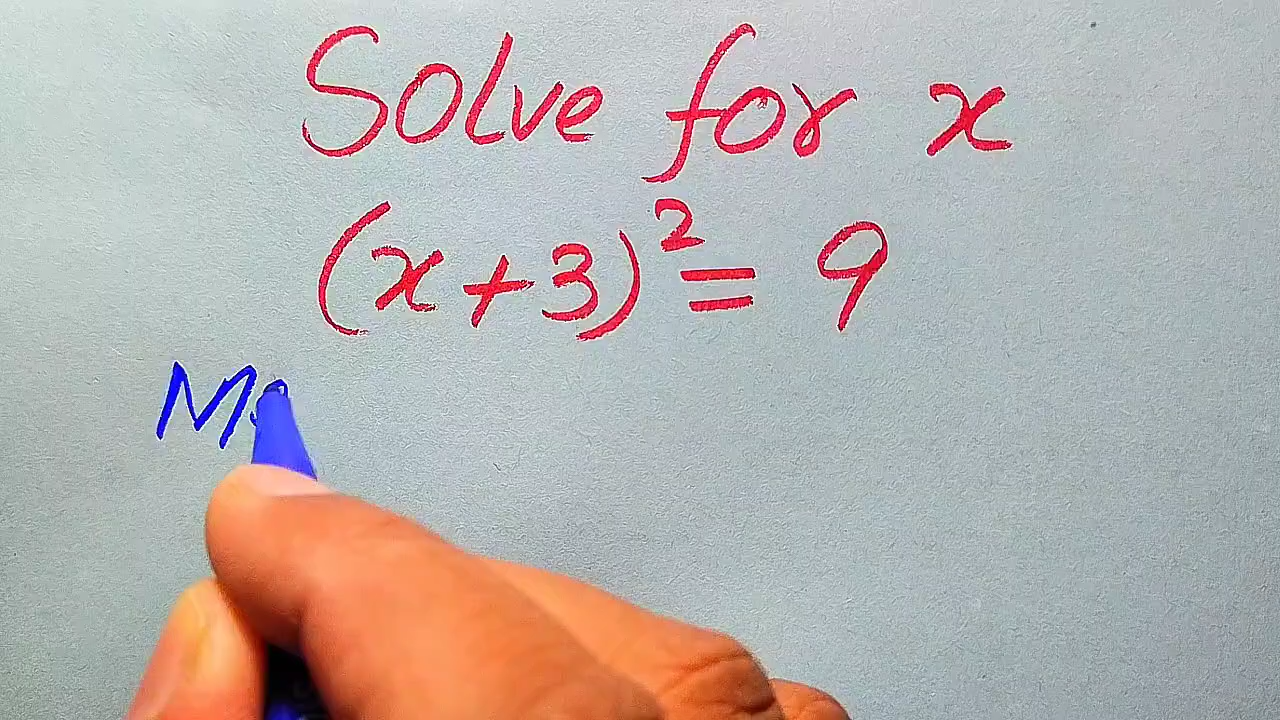 Solve for x
(x+3)² = 9